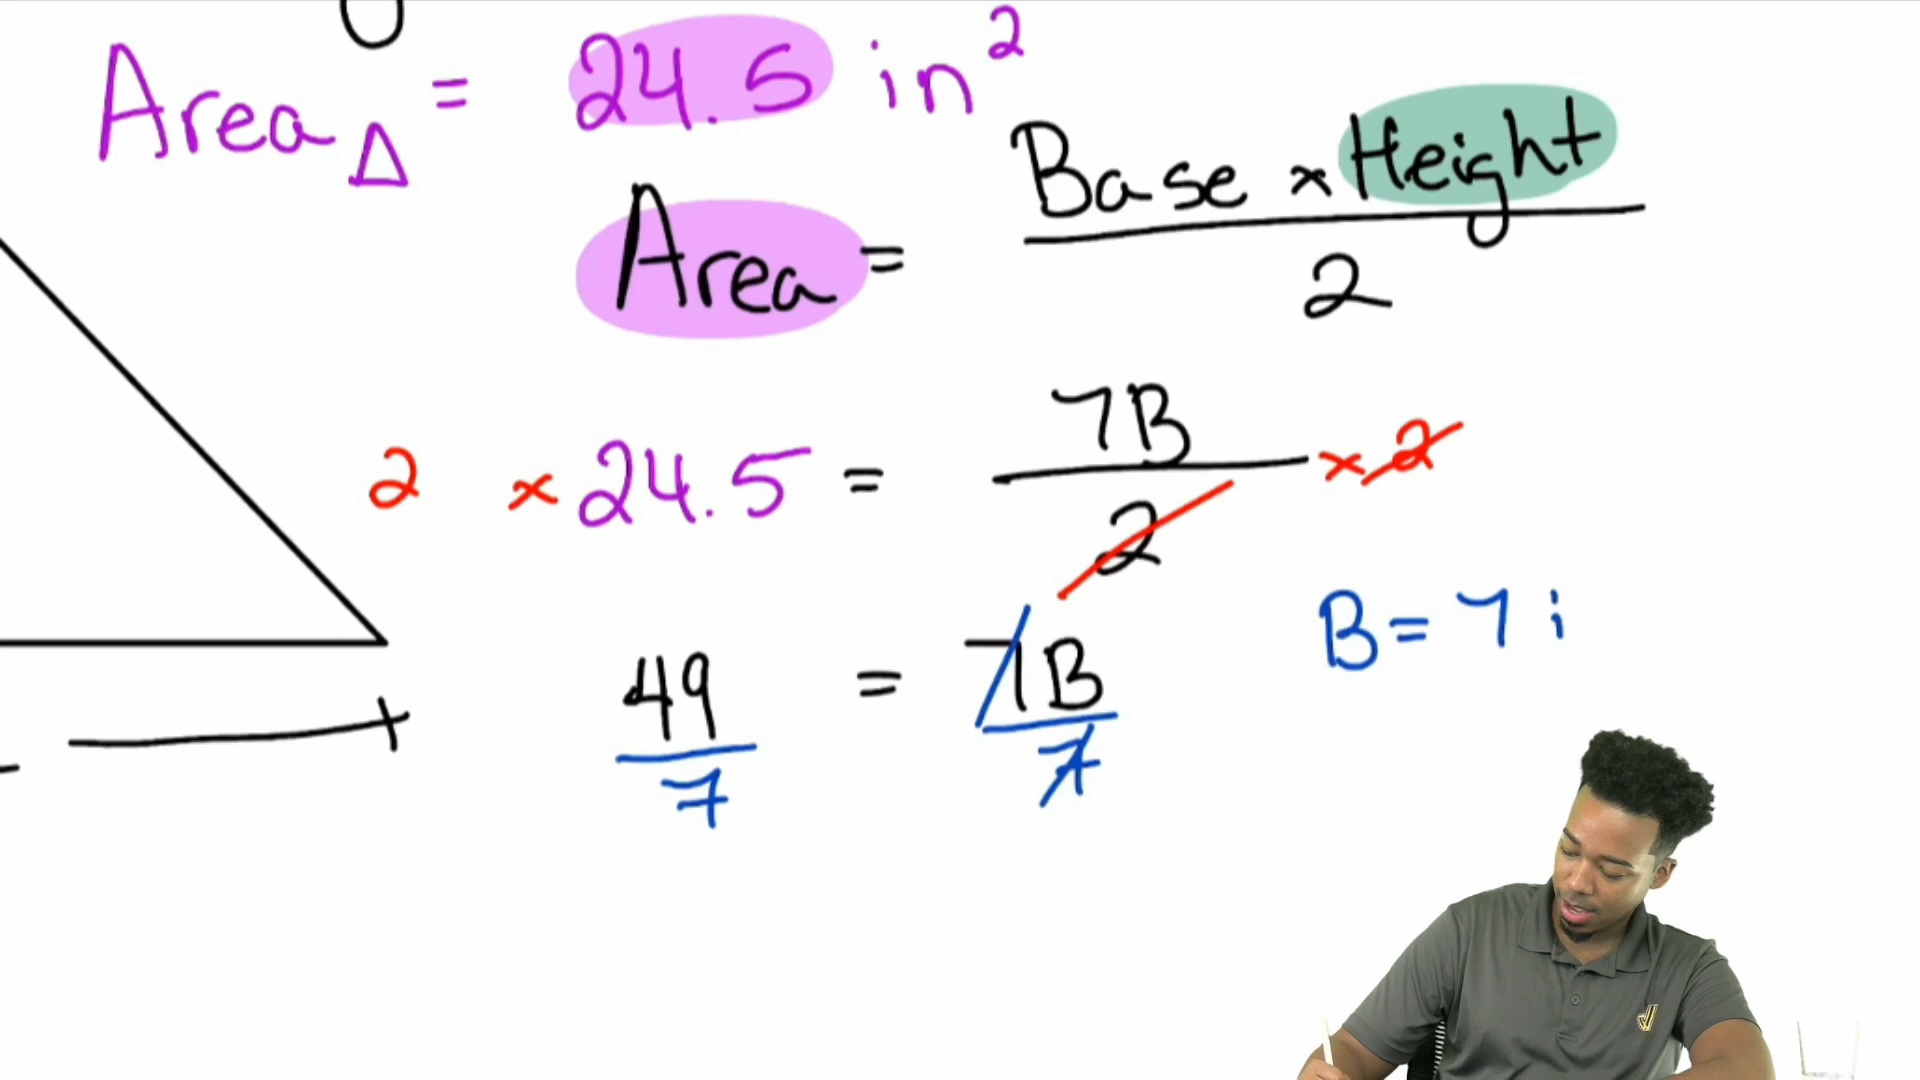 Area Δ = 24.5 in²
Area = Base × Height
2
2 × 24.5 = 7B × 2
2
49 = 7B
7 7
B = 7 i